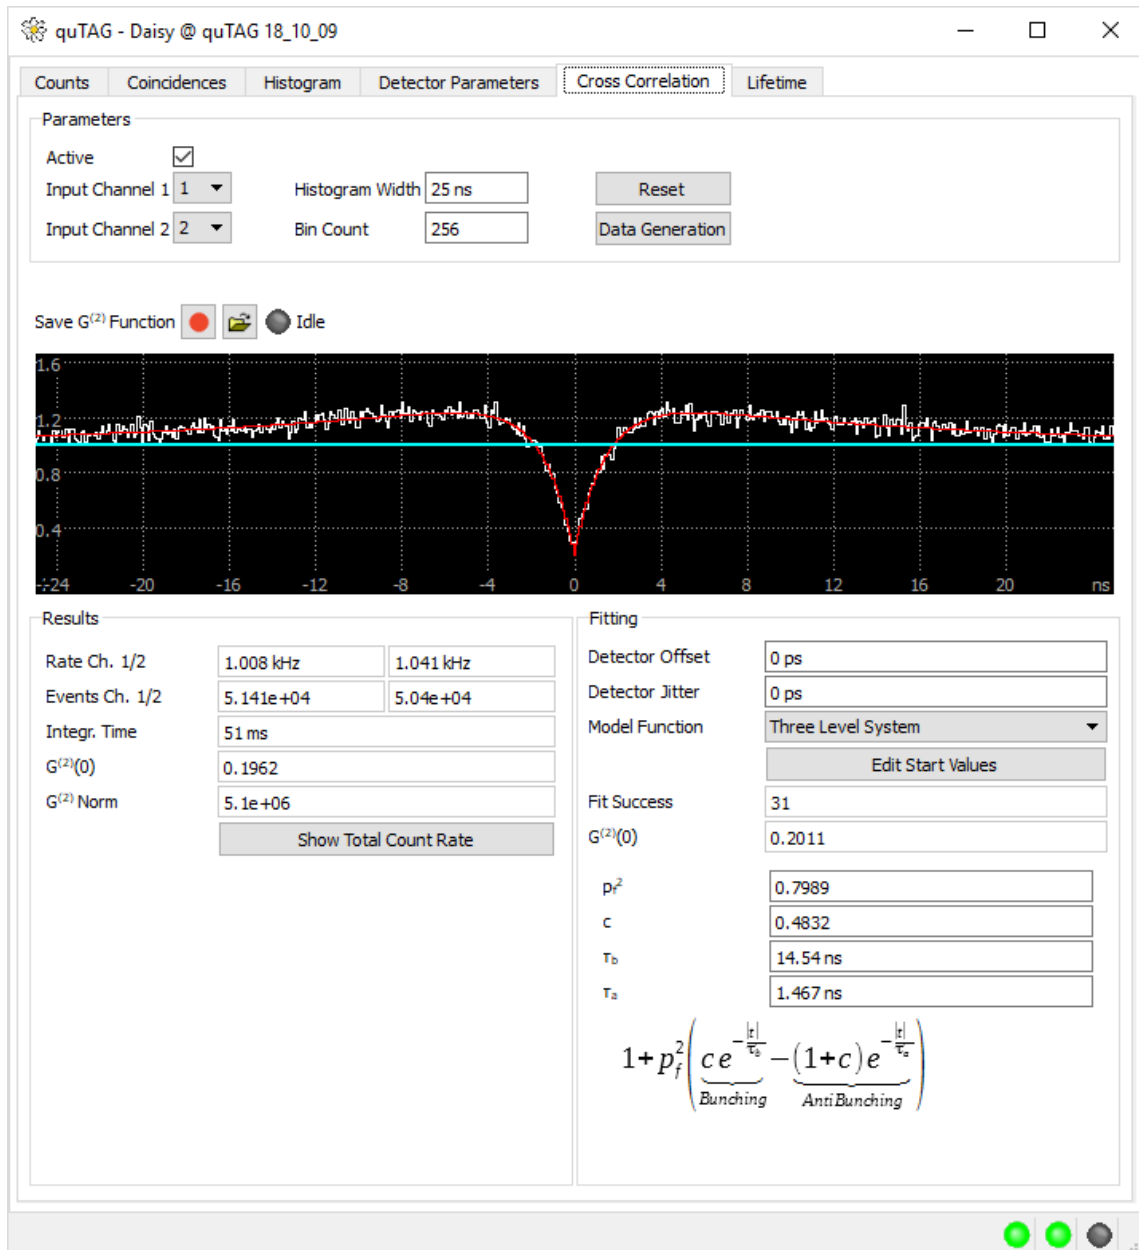 quTAG - Daisy @ quTAG 18_10_09
Counts Coincidences Histogram Detector Parameters Cross Correlation Lifetime
Parameters
Active
Input Channel 1 1 Histogram Width 25 ns Reset
Input Channel 2 2 Bin Count 256 Data Generation
Save G⁽²⁾ Function Idle
1.6
1.2
0.8
0.4
-24 -20 -16 -12 -8 -4 0 4 8 12 16 20 ns
Results
Rate Ch. 1/2 1.008 kHz 1.041 kHz
Events Ch. 1/2 5.141e+04 5.04e+04
Integr. Time 51 ms
G⁽²⁾(0) 0.1962
G⁽²⁾ Norm 5.1e+06
Show Total Count Rate
Fitting
Detector Offset 0 ps
Detector Jitter 0 ps
Model Function Three Level System
Edit Start Values
Fit Success 31
G⁽²⁾(0) 0.2011
p_f² 0.7989
c 0.4832
τ_b 14.54 ns
τ_a 1.467 ns
1 + p_f² ( c e^(-|t|/τ_b) - (1+c) e^(-|t|/τ_a) )
Bunching AntiBunching